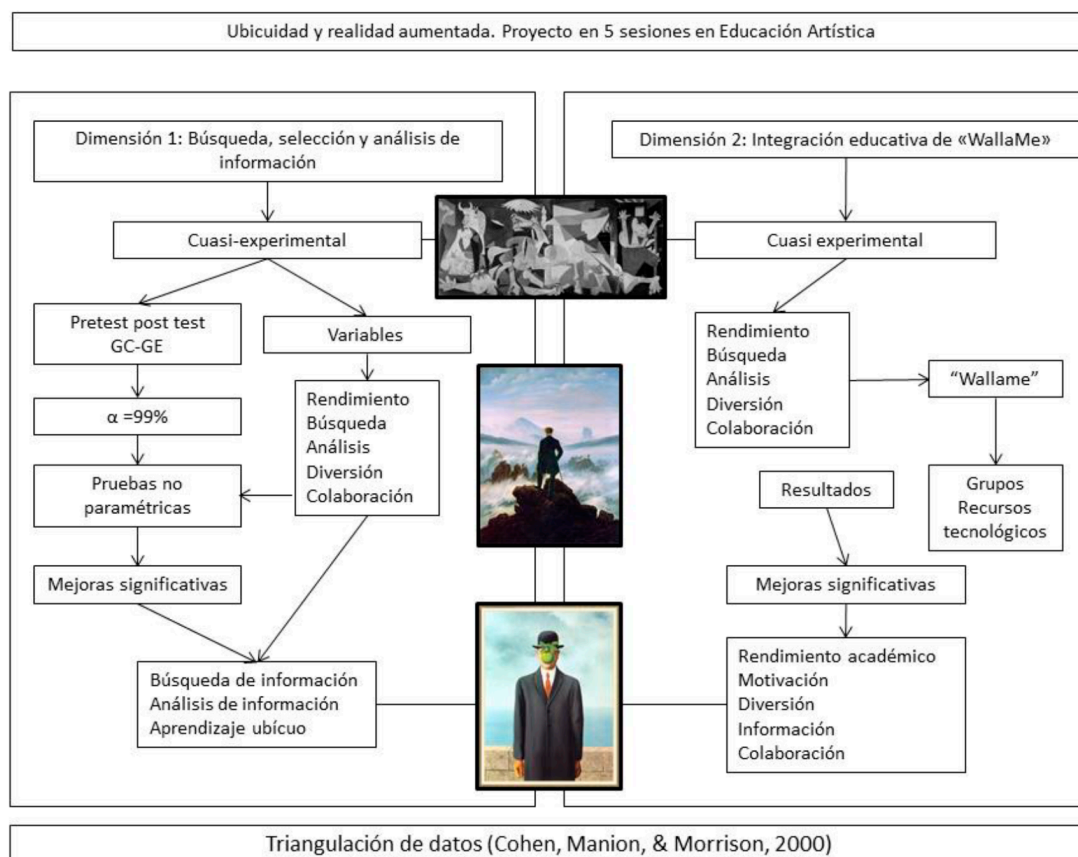 Ubicuidad y realidad aumentada. Proyecto en 5 sesiones en Educación Artística
Dimensión 1: Búsqueda, selección y análisis de
información
Cuasi-experimental
Pretest post test
GC-GE
Variables
α =99%
Rendimiento
Búsqueda
Análisis
Diversión
Colaboración
Pruebas no
paramétricas
Mejoras significativas
Búsqueda de información
Análisis de información
Aprendizaje ubícuo
Dimensión 2: Integración educativa de «WallaMe»
Cuasi experimental
Rendimiento
Búsqueda
Análisis
Diversión
Colaboración
“Wallame”
Grupos
Recursos
tecnológicos
Resultados
Mejoras significativas
Rendimiento académico
Motivación
Diversión
Información
Colaboración
Triangulación de datos (Cohen, Manion, & Morrison, 2000)